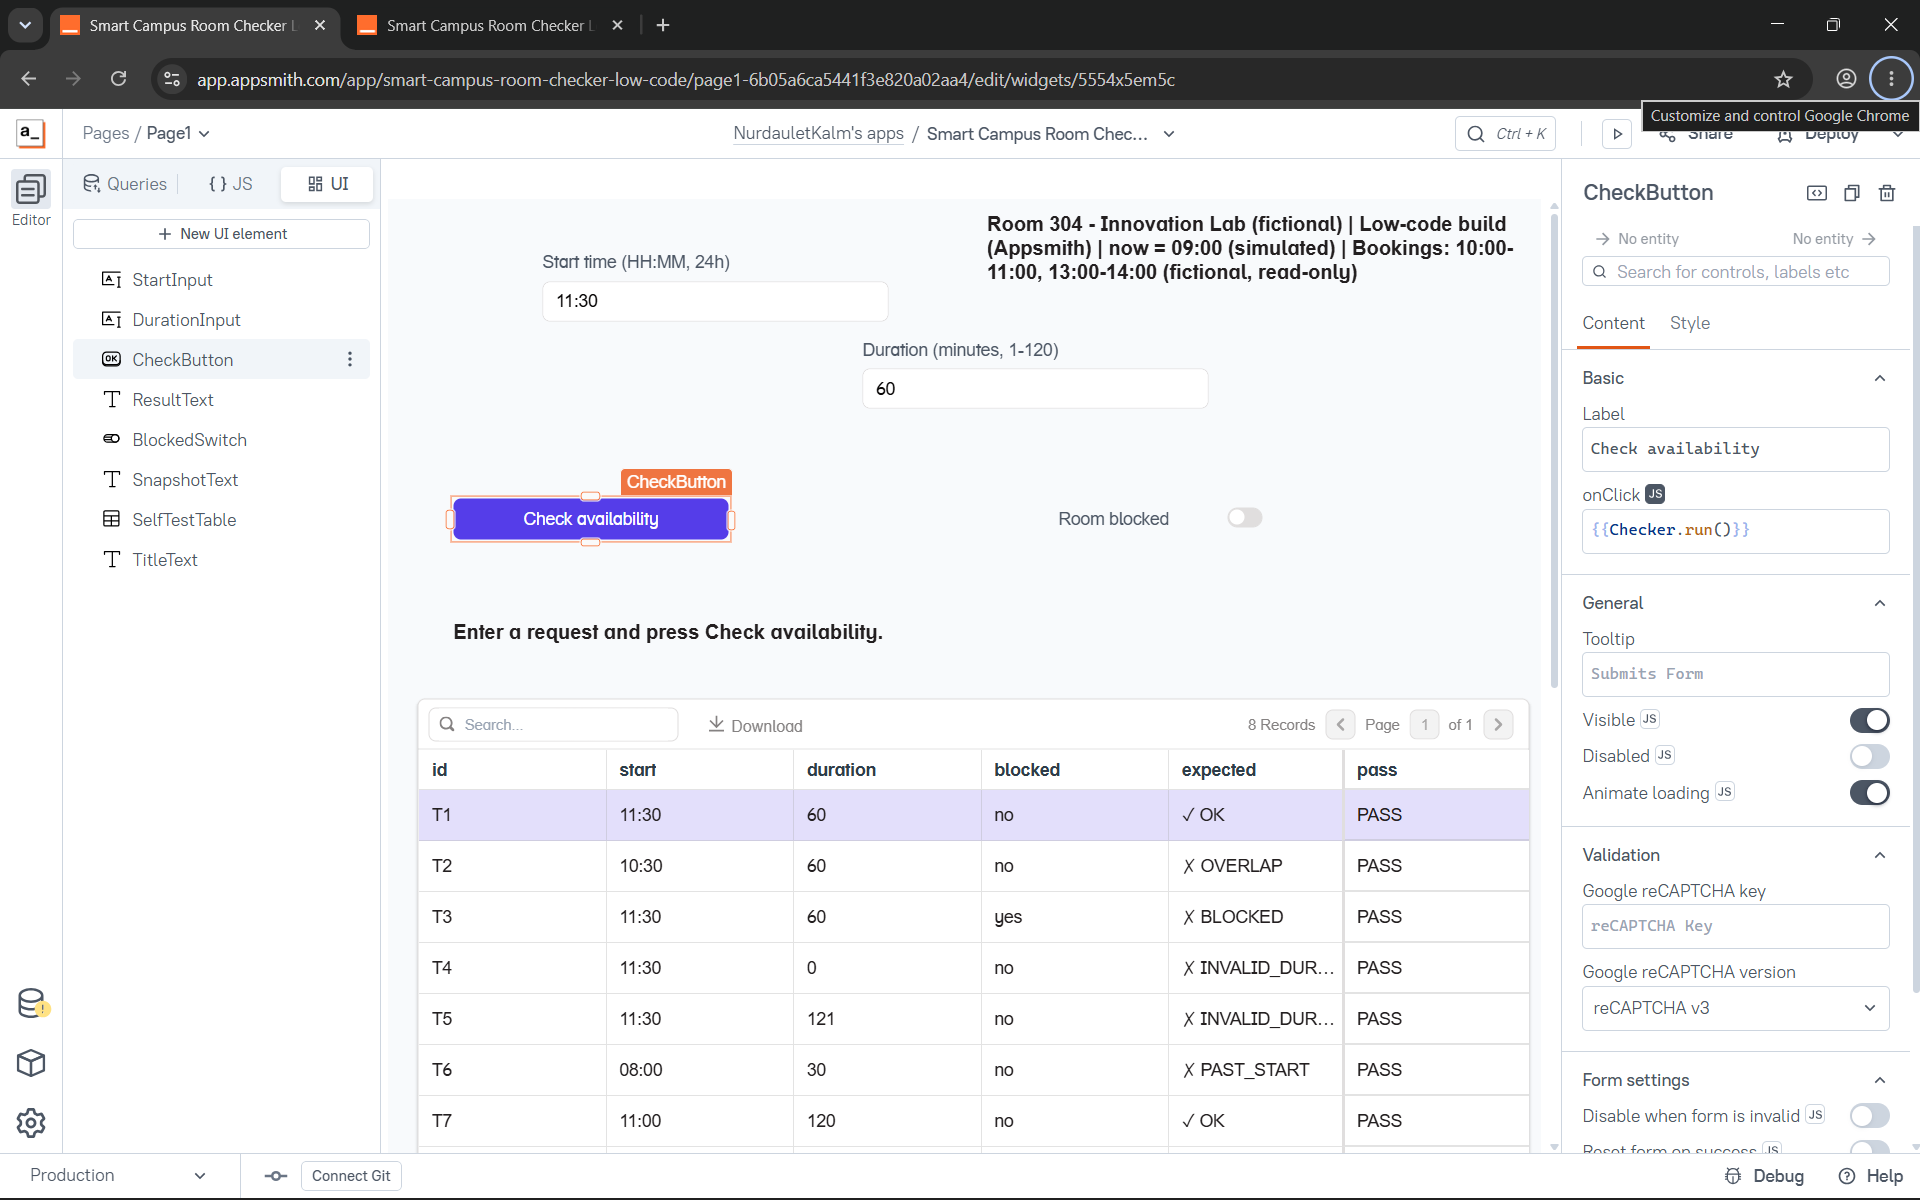 Smart Campus Room Checker L
Smart Campus Room Checker L
app.appsmith.com/app/smart-campus-room-checker-low-code/page1-6b05a6ca5441f3e820a02aa4/edit/widgets/5554x5em5c
Customize and control Google Chrome
a_
Pages / Page1
NurdauletKalm's apps / Smart Campus Room Chec...
Ctrl + K
Share
Deploy
Editor
Queries
{ } JS
UI
+ New UI element
StartInput
DurationInput
CheckButton
ResultText
BlockedSwitch
SnapshotText
SelfTestTable
TitleText
Room 304 - Innovation Lab (fictional) | Low-code build
(Appsmith) | now = 09:00 (simulated) | Bookings: 10:00-
11:00, 13:00-14:00 (fictional, read-only)
Start time (HH:MM, 24h)
11:30
Duration (minutes, 1-120)
60
CheckButton
Check availability
Room blocked
Enter a request and press Check availability.
Search...
Download
8 Records
Page 1 of 1
id start duration blocked expected pass
T1 11:30 60 no ✓ OK PASS
T2 10:30 60 no ✗ OVERLAP PASS
T3 11:30 60 yes ✗ BLOCKED PASS
T4 11:30 0 no ✗ INVALID_DUR... PASS
T5 11:30 121 no ✗ INVALID_DUR... PASS
T6 08:00 30 no ✗ PAST_START PASS
T7 11:00 120 no ✓ OK PASS
CheckButton
No entity
No entity
Search for controls, labels etc
Content
Style
Basic
Label
Check availability
onClick JS
{{Checker.run()}}
General
Tooltip
Submits Form
Visible JS
Disabled JS
Animate loading JS
Validation
Google reCAPTCHA key
reCAPTCHA Key
Google reCAPTCHA version
reCAPTCHA v3
Form settings
Disable when form is invalid JS
Reset form on success JS
Production
Connect Git
Debug
Help